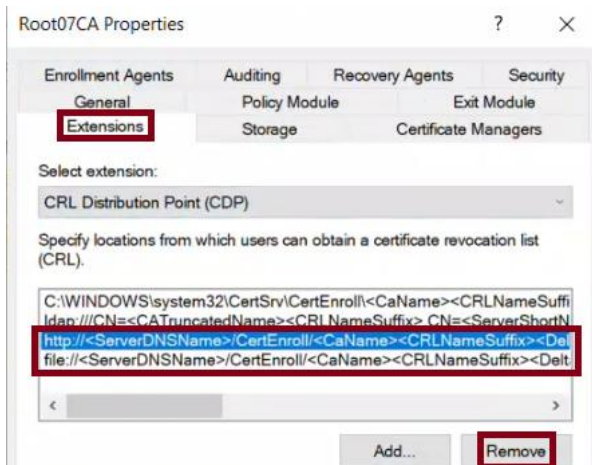 Root07CA Properties ? ×
Enrollment Agents Auditing Recovery Agents Security
General Policy Module Exit Module
Extensions Storage Certificate Managers
Select extension:
CRL Distribution Point (CDP)
Specify locations from which users can obtain a certificate revocation list
(CRL).
C:\WINDOWS\system32\CertSrv\CertEnroll\<CaName><CRLNameSuffi
ldap:///CN=<CATruncatedName><CRLNameSuffix>,CN=<ServerShortN
http://<ServerDNSName>/CertEnroll/<CaName><CRLNameSuffix><Del
file://<ServerDNSName>/CertEnroll/<CaName><CRLNameSuffix><Delt
Add... Remove